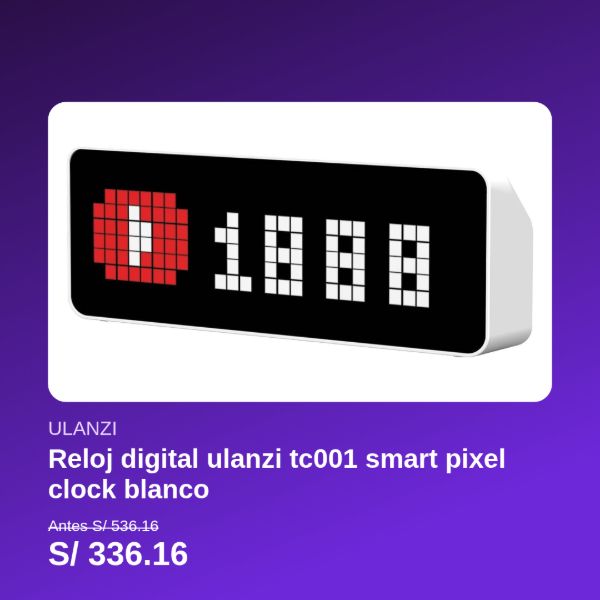 1888
ULANZI
Reloj digital ulanzi tc001 smart pixel
clock blanco
Antes S/ 536.16
S/ 336.16